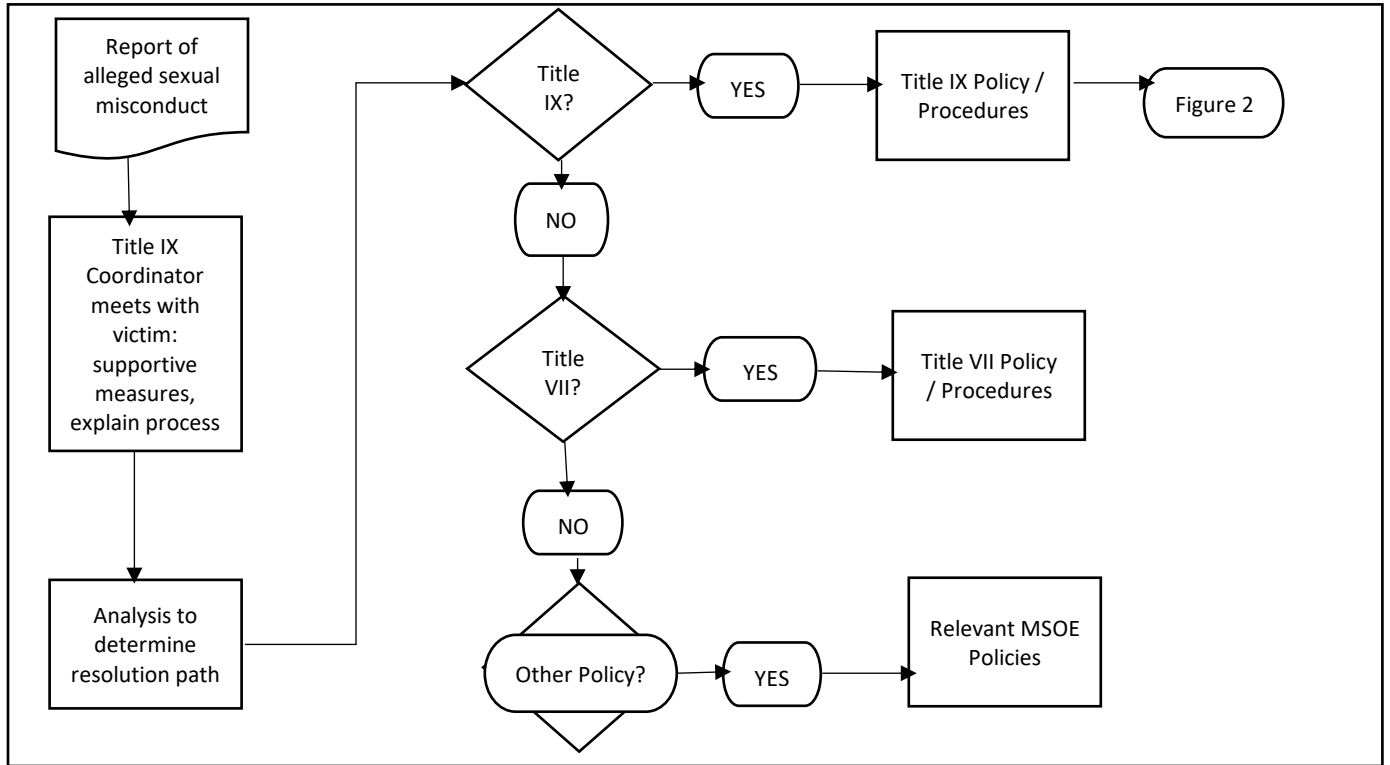 Report of
alleged sexual
misconduct
Title IX
Coordinator
meets with
victim:
supportive
measures,
explain process
Analysis to
determine
resolution path
Title
IX?
YES
Title IX Policy /
Procedures
Figure 2
NO
Title
VII?
YES
Title VII Policy
/ Procedures
NO
Other Policy?
YES
Relevant MSOE
Policies